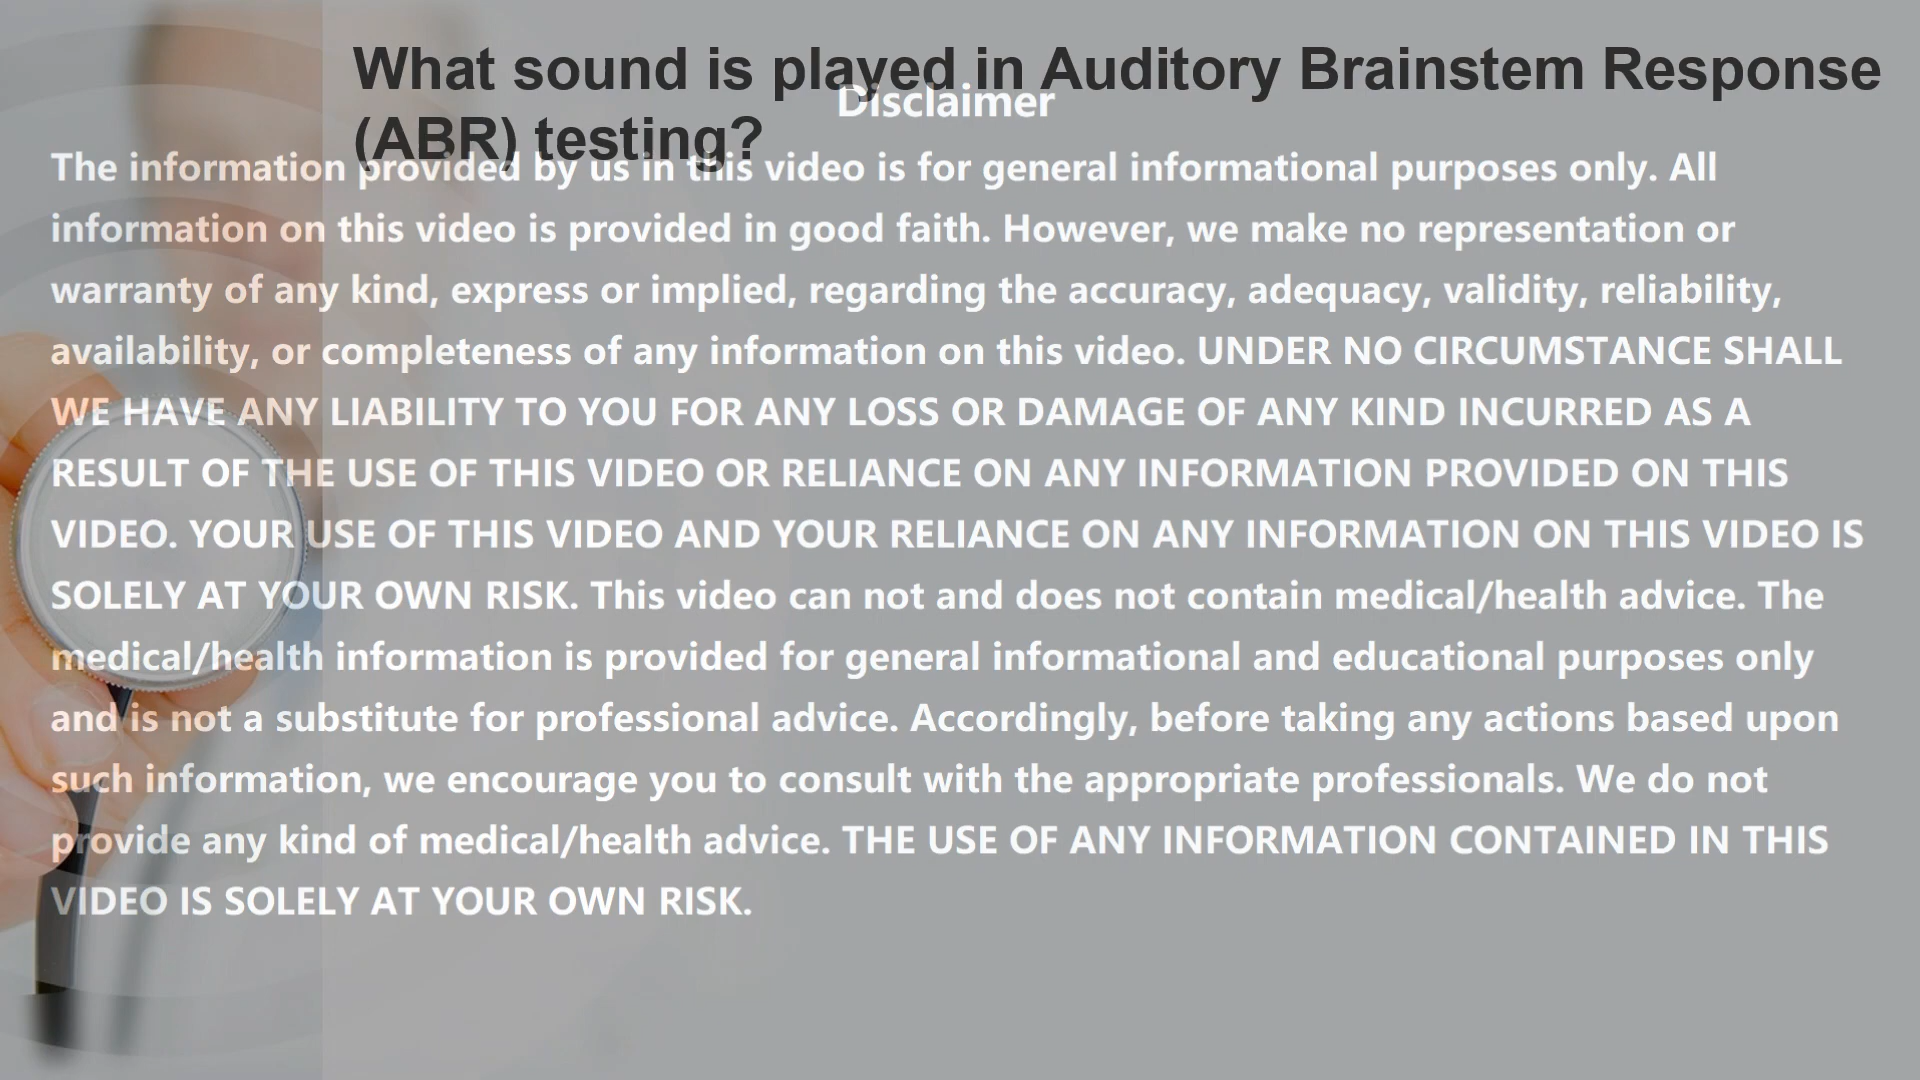 What sound is played in Auditory Brainstem Response
(ABR) testing?
Disclaimer
The information provided by us in this video is for general informational purposes only. All
information on this video is provided in good faith. However, we make no representation or
warranty of any kind, express or implied, regarding the accuracy, adequacy, validity, reliability,
availability, or completeness of any information on this video. UNDER NO CIRCUMSTANCE SHALL
WE HAVE ANY LIABILITY TO YOU FOR ANY LOSS OR DAMAGE OF ANY KIND INCURRED AS A
RESULT OF THE USE OF THIS VIDEO OR RELIANCE ON ANY INFORMATION PROVIDED ON THIS
VIDEO. YOUR USE OF THIS VIDEO AND YOUR RELIANCE ON ANY INFORMATION ON THIS VIDEO IS
SOLELY AT YOUR OWN RISK. This video can not and does not contain medical/health advice. The
medical/health information is provided for general informational and educational purposes only
and is not a substitute for professional advice. Accordingly, before taking any actions based upon
such information, we encourage you to consult with the appropriate professionals. We do not
provide any kind of medical/health advice. THE USE OF ANY INFORMATION CONTAINED IN THIS
VIDEO IS SOLELY AT YOUR OWN RISK.